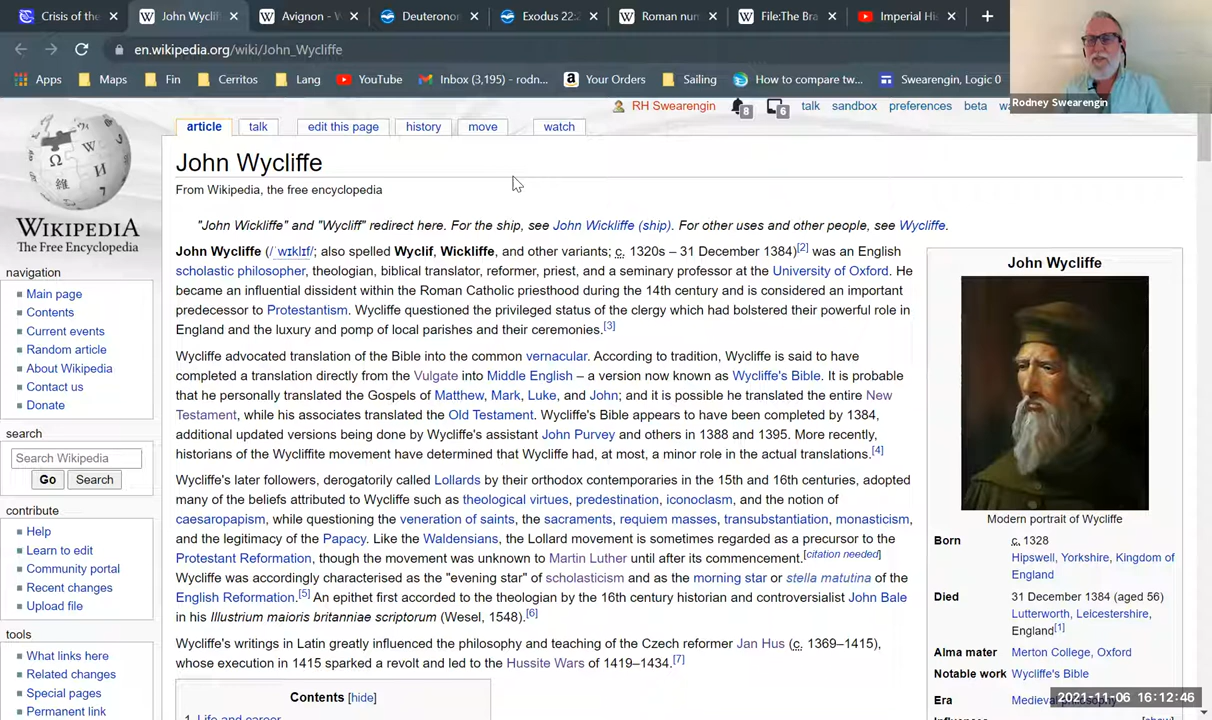 Crisis of the
John Wycliff
Avignon - W
Deuteronom
Exodus 22:2
Roman num
File:The Bra
Imperial His
en.wikipedia.org/wiki/John_Wycliffe
Apps
Maps
Fin
Cerritos
Lang
YouTube
Inbox (3,195) - rodn...
Your Orders
Sailing
How to compare tw...
Swearengin, Logic 0
Rodney Swearengin
RH Swearengin
8
6
talk
sandbox
preferences
beta
article
talk
edit this page
history
move
watch
John Wycliffe
From Wikipedia, the free encyclopedia
"John Wickliffe" and "Wycliff" redirect here. For the ship, see John Wickliffe (ship). For other uses and other people, see Wycliffe.
John Wycliffe (/ˈwɪklɪf/; also spelled Wyclif, Wickliffe, and other variants; c. 1320s – 31 December 1384)[2] was an English
scholastic philosopher, theologian, biblical translator, reformer, priest, and a seminary professor at the University of Oxford. He
became an influential dissident within the Roman Catholic priesthood during the 14th century and is considered an important
predecessor to Protestantism. Wycliffe questioned the privileged status of the clergy which had bolstered their powerful role in
England and the luxury and pomp of local parishes and their ceremonies.[3]
Wycliffe advocated translation of the Bible into the common vernacular. According to tradition, Wycliffe is said to have
completed a translation directly from the Vulgate into Middle English – a version now known as Wycliffe's Bible. It is probable
that he personally translated the Gospels of Matthew, Mark, Luke, and John; and it is possible he translated the entire New
Testament, while his associates translated the Old Testament. Wycliffe's Bible appears to have been completed by 1384,
additional updated versions being done by Wycliffe's assistant John Purvey and others in 1388 and 1395. More recently,
historians of the Wycliffite movement have determined that Wycliffe had, at most, a minor role in the actual translations.[4]
Wycliffe's later followers, derogatorily called Lollards by their orthodox contemporaries in the 15th and 16th centuries, adopted
many of the beliefs attributed to Wycliffe such as theological virtues, predestination, iconoclasm, and the notion of
caesaropapism, while questioning the veneration of saints, the sacraments, requiem masses, transubstantiation, monasticism,
and the legitimacy of the Papacy. Like the Waldensians, the Lollard movement is sometimes regarded as a precursor to the
Protestant Reformation, though the movement was unknown to Martin Luther until after its commencement.[citation needed]
Wycliffe was accordingly characterised as the "evening star" of scholasticism and as the morning star or stella matutina of the
English Reformation.[5] An epithet first accorded to the theologian by the 16th century historian and controversialist John Bale
in his Illustrium maioris britanniae scriptorum (Wesel, 1548).[6]
Wycliffe's writings in Latin greatly influenced the philosophy and teaching of the Czech reformer Jan Hus (c. 1369–1415),
whose execution in 1415 sparked a revolt and led to the Hussite Wars of 1419–1434.[7]
Contents [hide]
1 Life and career
John Wycliffe
Modern portrait of Wycliffe
Born c. 1328
Hipswell, Yorkshire, Kingdom of
England
Died 31 December 1384 (aged 56)
Lutterworth, Leicestershire,
England[1]
Alma mater Merton College, Oxford
Notable work Wycliffe's Bible
Era Medieval philosophy
2021-11-06 16:12:46
WIKIPEDIA
The Free Encyclopedia
navigation
Main page
Contents
Current events
Random article
About Wikipedia
Contact us
Donate
search
Search Wikipedia
Go
Search
contribute
Help
Learn to edit
Community portal
Recent changes
Upload file
tools
What links here
Related changes
Special pages
Permanent link